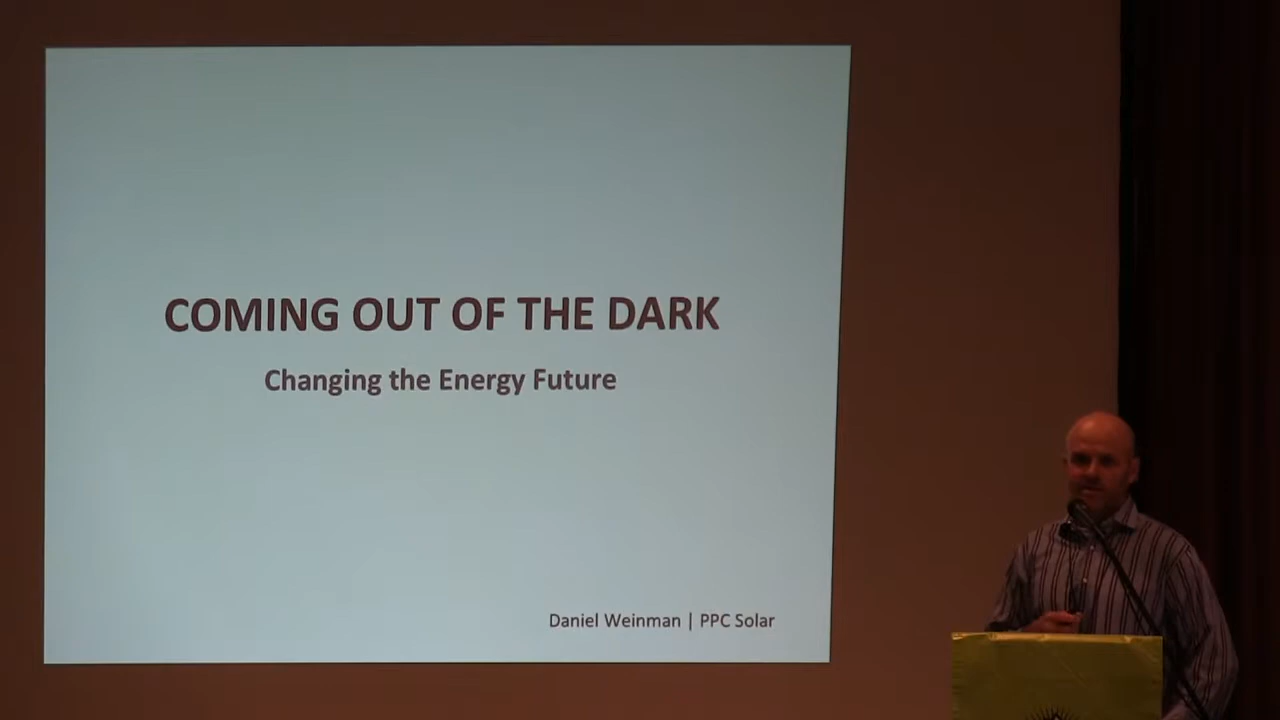 COMING OUT OF THE DARK
Changing the Energy Future
Daniel Weinman | PPC Solar